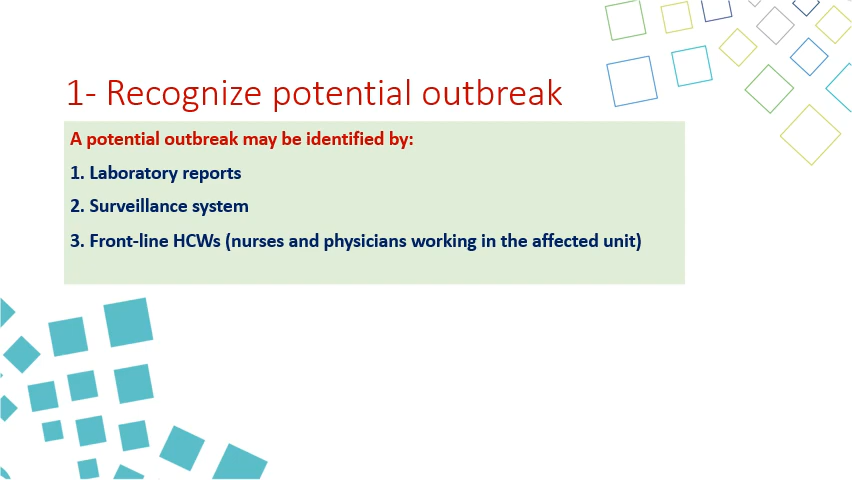 1- Recognize potential outbreak
A potential outbreak may be identified by:
1. Laboratory reports
2. Surveillance system
3. Front-line HCWs (nurses and physicians working in the affected unit)